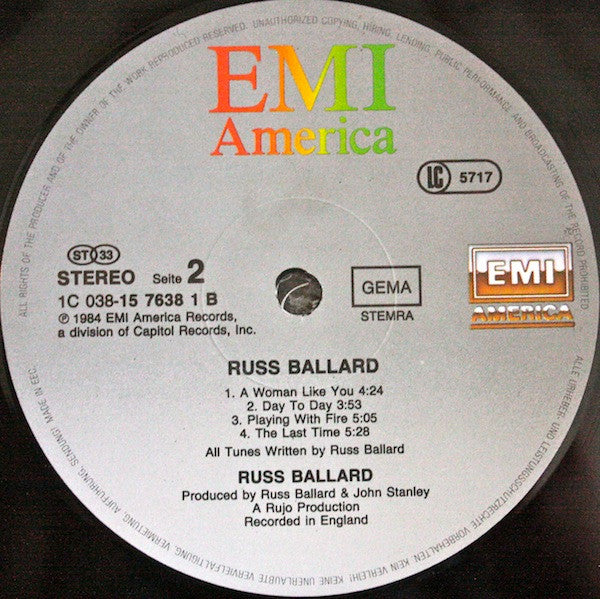 EMI
America
LC 5717
ST 33
STEREO Seite 2
1C 038-15 7638 1 B
℗ 1984 EMI America Records,
a division of Capitol Records, Inc.
GEMA
STEMRA
EMI
AMERICA
RUSS BALLARD
1. A Woman Like You 4:24
2. Day To Day 3:53
3. Playing With Fire 5:05
4. The Last Time 5:28
All Tunes Written by Russ Ballard
RUSS BALLARD
Produced by Russ Ballard & John Stanley
A Rujo Production
Recorded in England
ALL RIGHTS OF THE PRODUCER AND OF THE OWNER OF THE WORK REPRODUCED RESERVED. UNAUTHORIZED COPYING, HIRING, LENDING, PUBLIC PERFORMANCE AND BROADCASTING OF THE RECORD PROHIBITED
ALLE URHEBER- UND LEISTUNGSSCHUTZRECHTE VORBEHALTEN. KEIN VERLEIH! KEINE UNERLAUBTE VERVIELFÄLTIGUNG, VERMIETUNG, AUFFÜHRUNG, SENDUNG! MADE IN EEC.